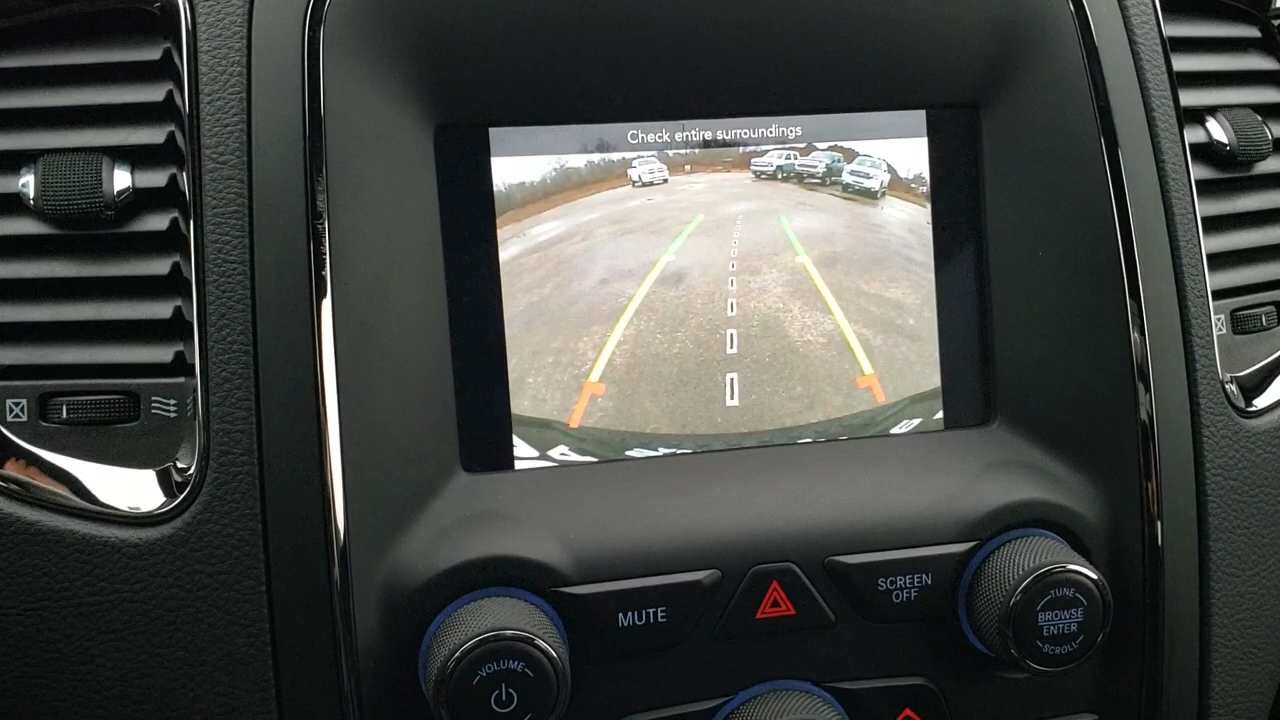 Check entire surroundings
MUTE
SCREEN
OFF
VOLUME
TUNE
BROWSE
ENTER
SCROLL